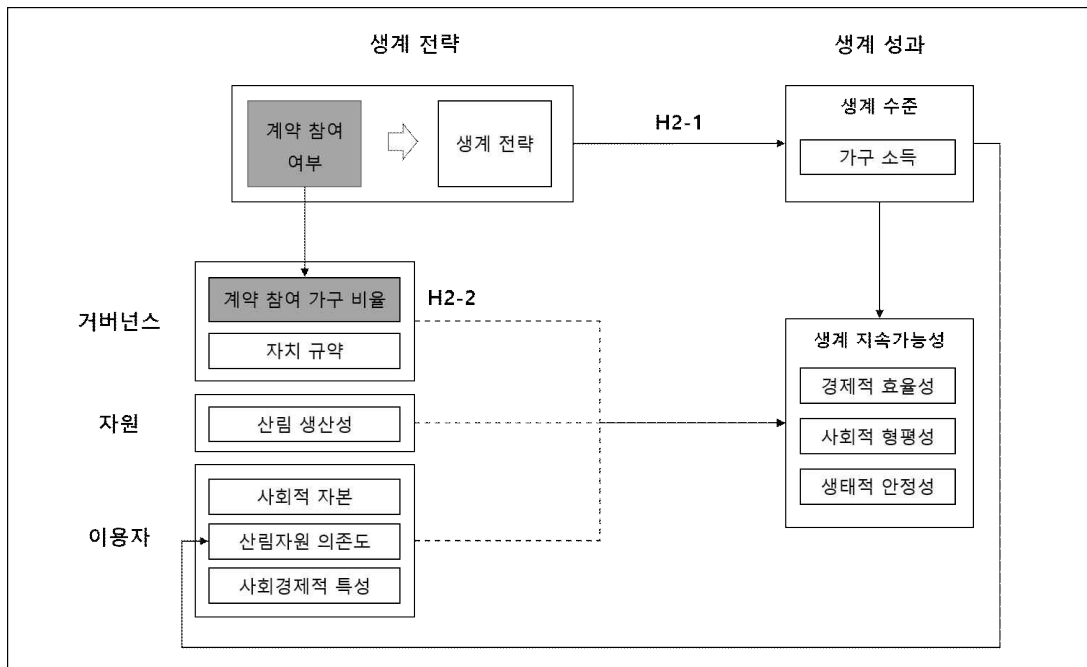 생계 전략
생계 성과
계약 참여
여부
생계 전략
H2-1
생계 수준
가구 소득
거버넌스
계약 참여 가구 비율
자치 규약
H2-2
자원
산림 생산성
이용자
사회적 자본
산림자원 의존도
사회경제적 특성
생계 지속가능성
경제적 효율성
사회적 형평성
생태적 안정성